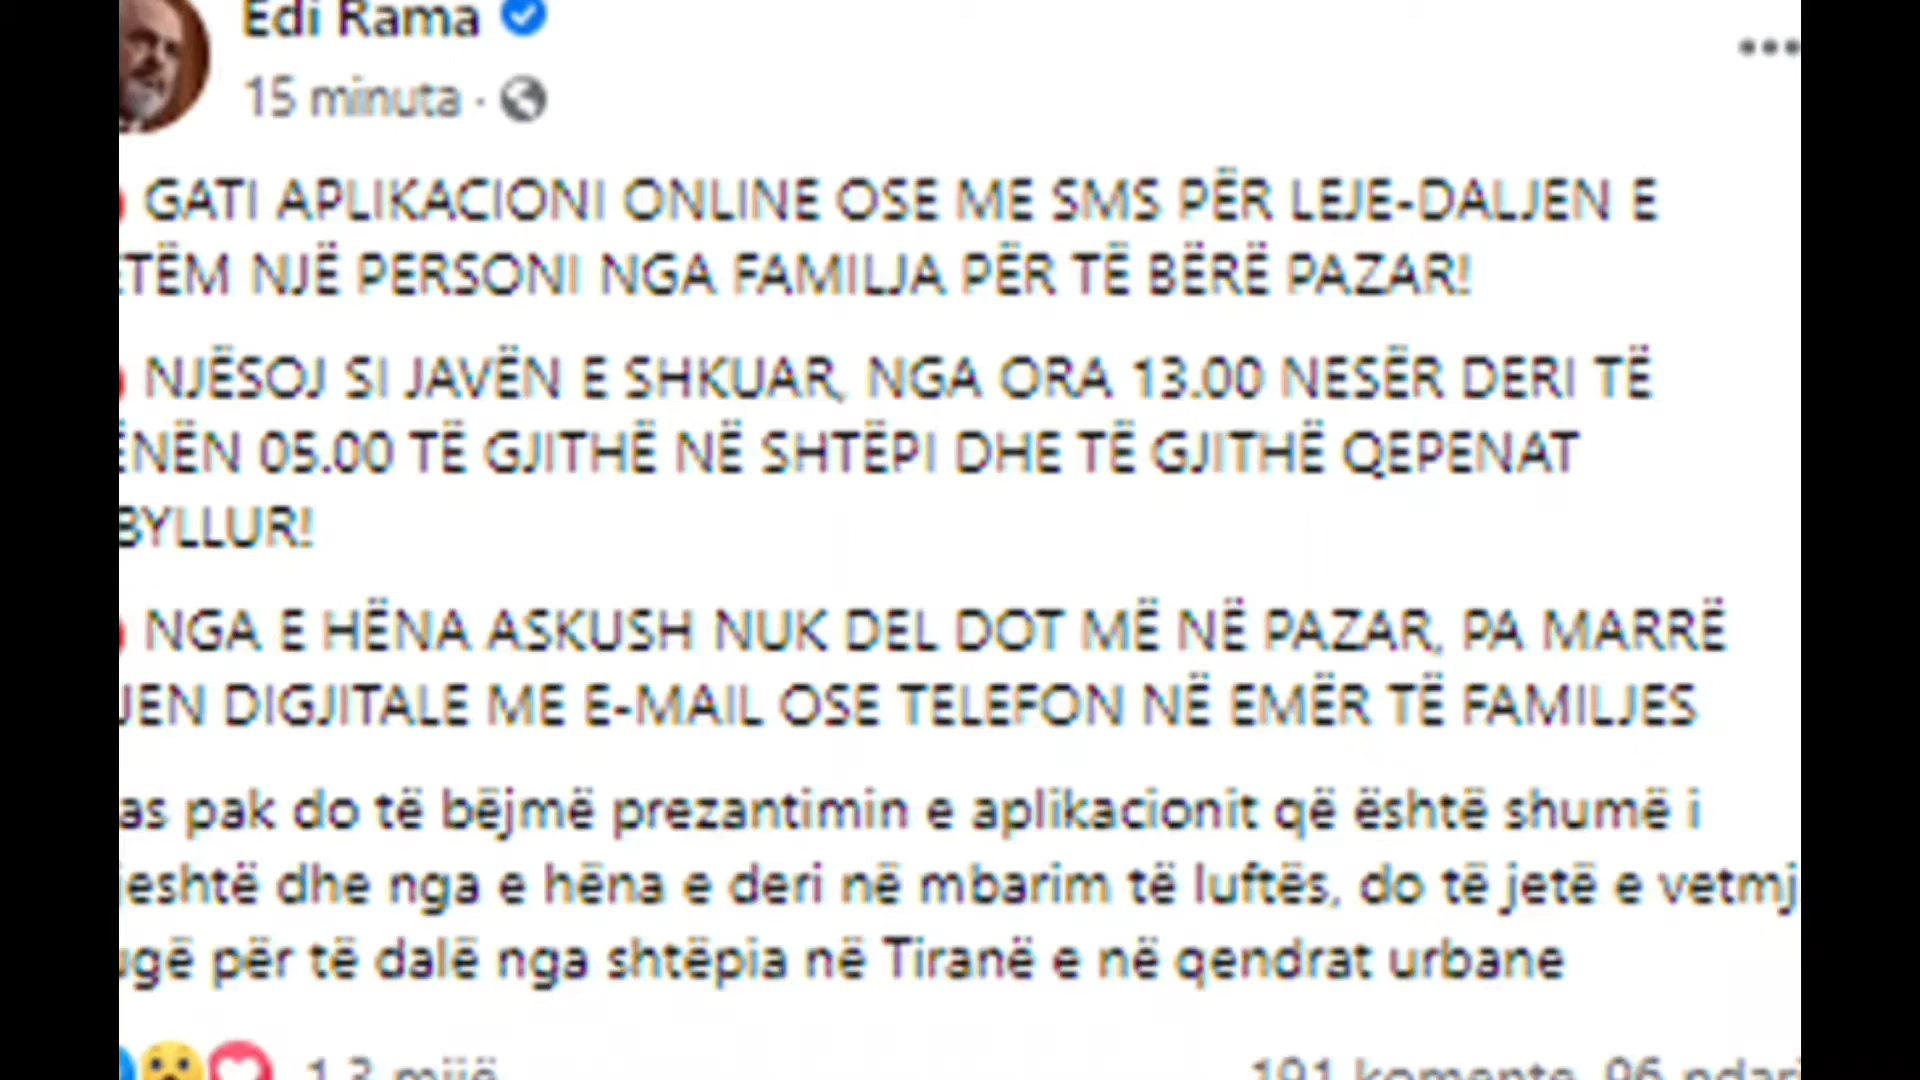 Edi Rama
15 minuta ·
GATI APLIKACIONI ONLINE OSE ME SMS PËR LEJE-DALJEN E
TËM NJË PERSONI NGA FAMILJA PËR TË BËRË PAZAR!
NJËSOJ SI JAVËN E SHKUAR, NGA ORA 13.00 NESËR DERI TË
ËNËN 05.00 TË GJITHË NË SHTËPI DHE TË GJITHË QEPENAT
BYLLUR!
NGA E HËNA ASKUSH NUK DEL DOT MË NË PAZAR, PA MARRË
JEN DIGJITALE ME E-MAIL OSE TELEFON NË EMËR TË FAMILJES
as pak do të bëjmë prezantimin e aplikacionit që është shumë i
jeshtë dhe nga e hëna e deri në mbarim të luftës, do të jetë e vetmj
ugë për të dalë nga shtëpia në Tiranë e në qendrat urbane
1,3 mijë
191 komente 96 ndarj